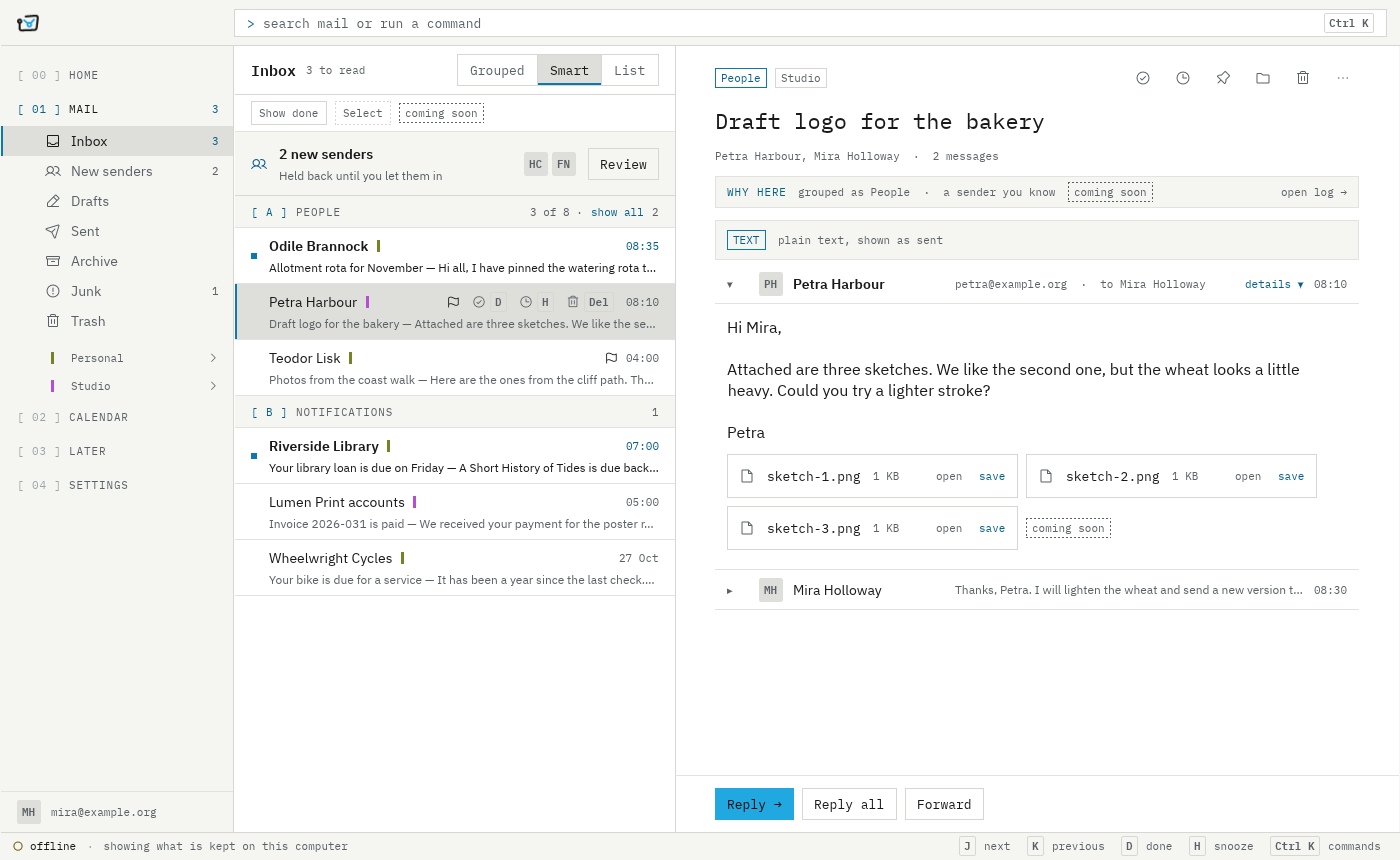 > search mail or run a command Ctrl K
[ 00 ] HOME
[ 01 ] MAIL 3
Inbox 3
New senders 2
Drafts
Sent
Archive
Junk 1
Trash
Personal
Studio
[ 02 ] CALENDAR
[ 03 ] LATER
[ 04 ] SETTINGS
MH mira@example.org
Inbox 3 to read Grouped Smart List
Show done Select coming soon
2 new senders
Held back until you let them in
HC FN Review
[ A ] PEOPLE 3 of 8 · show all 2
Odile Brannock 08:35
Allotment rota for November — Hi all, I have pinned the watering rota t…
Petra Harbour D H Del 08:10
Draft logo for the bakery — Attached are three sketches. We like the se…
Teodor Lisk 04:00
Photos from the coast walk — Here are the ones from the cliff path. Th…
[ B ] NOTIFICATIONS 1
Riverside Library 07:00
Your library loan is due on Friday — A Short History of Tides is due back…
Lumen Print accounts 05:00
Invoice 2026-031 is paid — We received your payment for the poster r…
Wheelwright Cycles 27 Oct
Your bike is due for a service — It has been a year since the last check.…
People Studio
Draft logo for the bakery
Petra Harbour, Mira Holloway · 2 messages
WHY HERE grouped as People · a sender you know coming soon open log →
TEXT plain text, shown as sent
▾ PH Petra Harbour petra@example.org · to Mira Holloway details ▾ 08:10
Hi Mira,
Attached are three sketches. We like the second one, but the wheat looks a little
heavy. Could you try a lighter stroke?
Petra
sketch-1.png 1 KB open save
sketch-2.png 1 KB open save
sketch-3.png 1 KB open save
coming soon
▸ MH Mira Holloway Thanks, Petra. I will lighten the wheat and send a new version t… 08:30
Reply → Reply all Forward
offline · showing what is kept on this computer
J next K previous D done H snooze Ctrl K commands